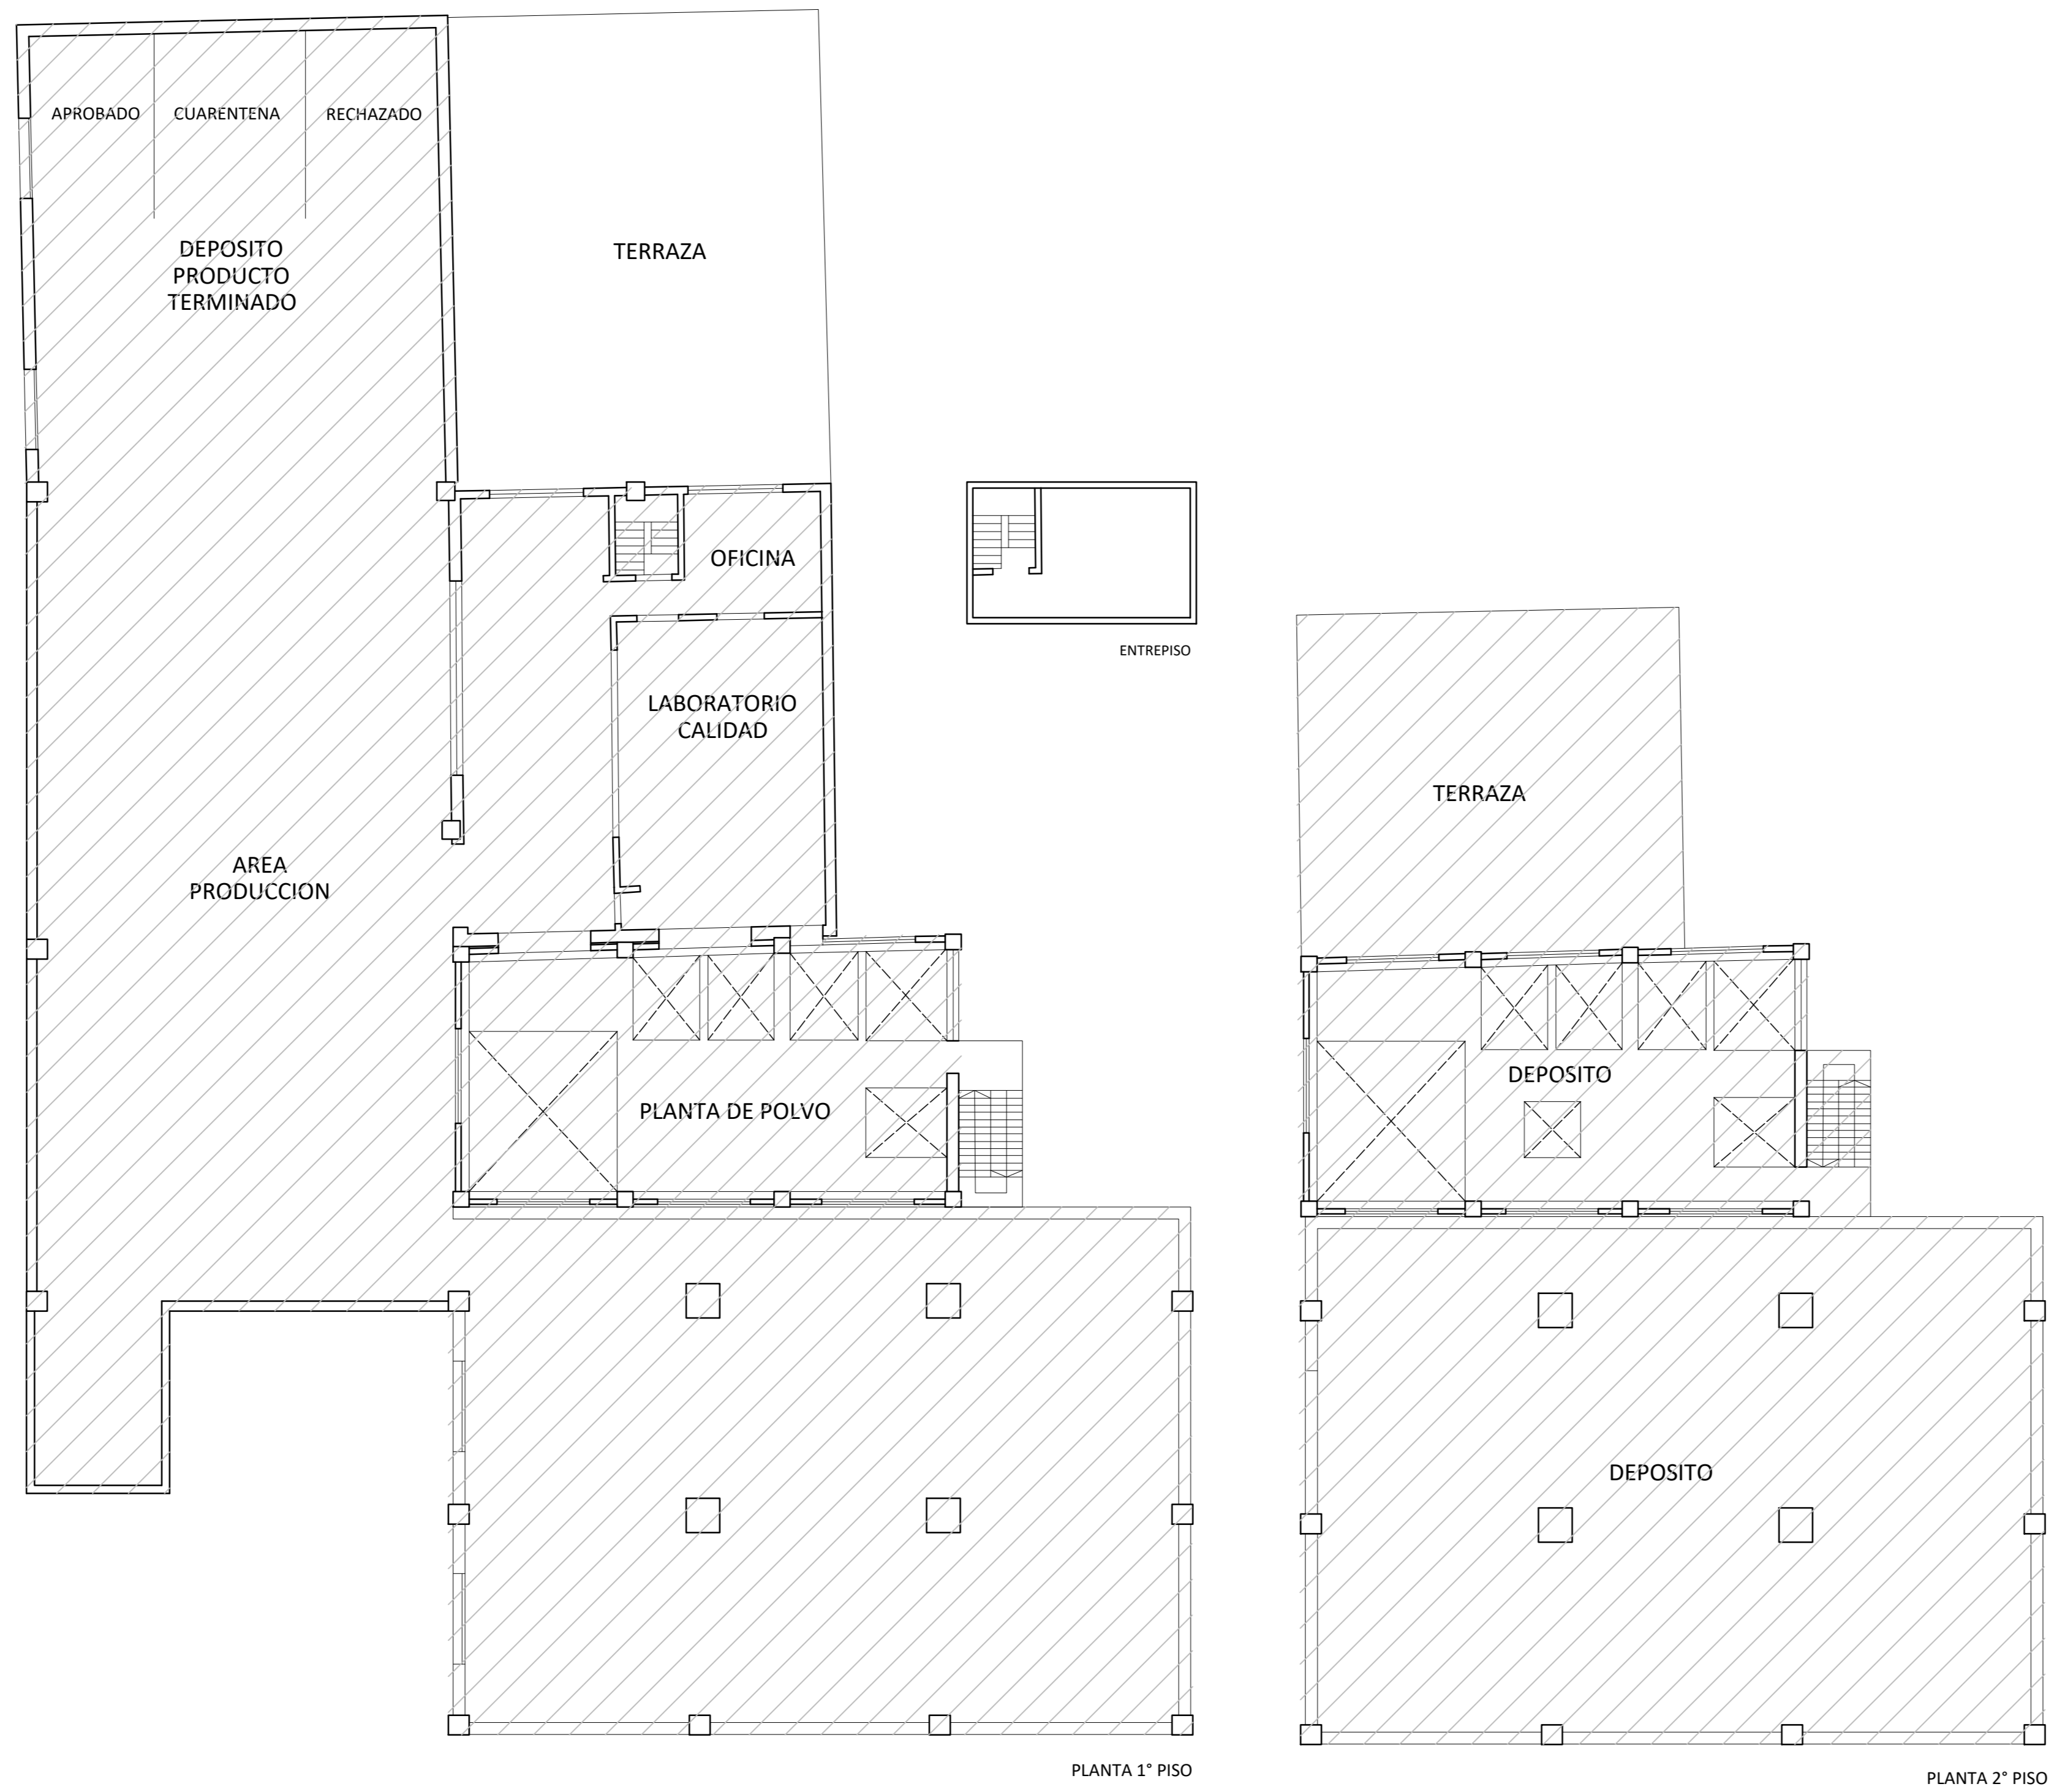 APROBADO
CUARENTENA
RECHAZADO
DEPOSITO
PRODUCTO
TERMINADO
TERRAZA
OFICINA
LABORATORIO
CALIDAD
AREA
PRODUCCION
PLANTA DE POLVO
PLANTA 1° PISO
ENTREPISO
TERRAZA
DEPOSITO
DEPOSITO
PLANTA 2° PISO